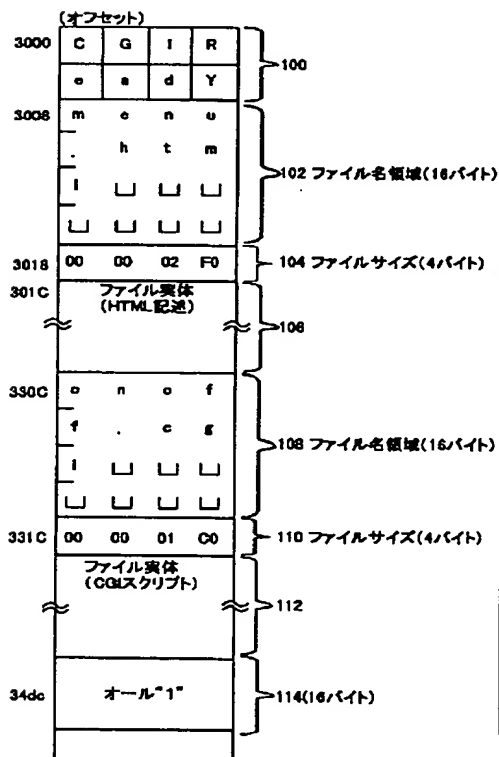 (オフセット)
3000 C G I R
e a d Y
100
3008 m e n u
. h t m
l ␣ ␣ ␣
␣ ␣ ␣ ␣
102 ファイル名領域(16バイト)
3018 00 00 02 F0
104 ファイルサイズ(4バイト)
301C ファイル実体
(HTML記述)
106
330C o n o f
f . c g
i ␣ ␣ ␣
␣ ␣ ␣ ␣
108 ファイル名領域(16バイト)
331C 00 00 01 C0
110 ファイルサイズ(4バイト)
ファイル実体
(CGIスクリプト)
112
34dc オール"1"
114(16バイト)